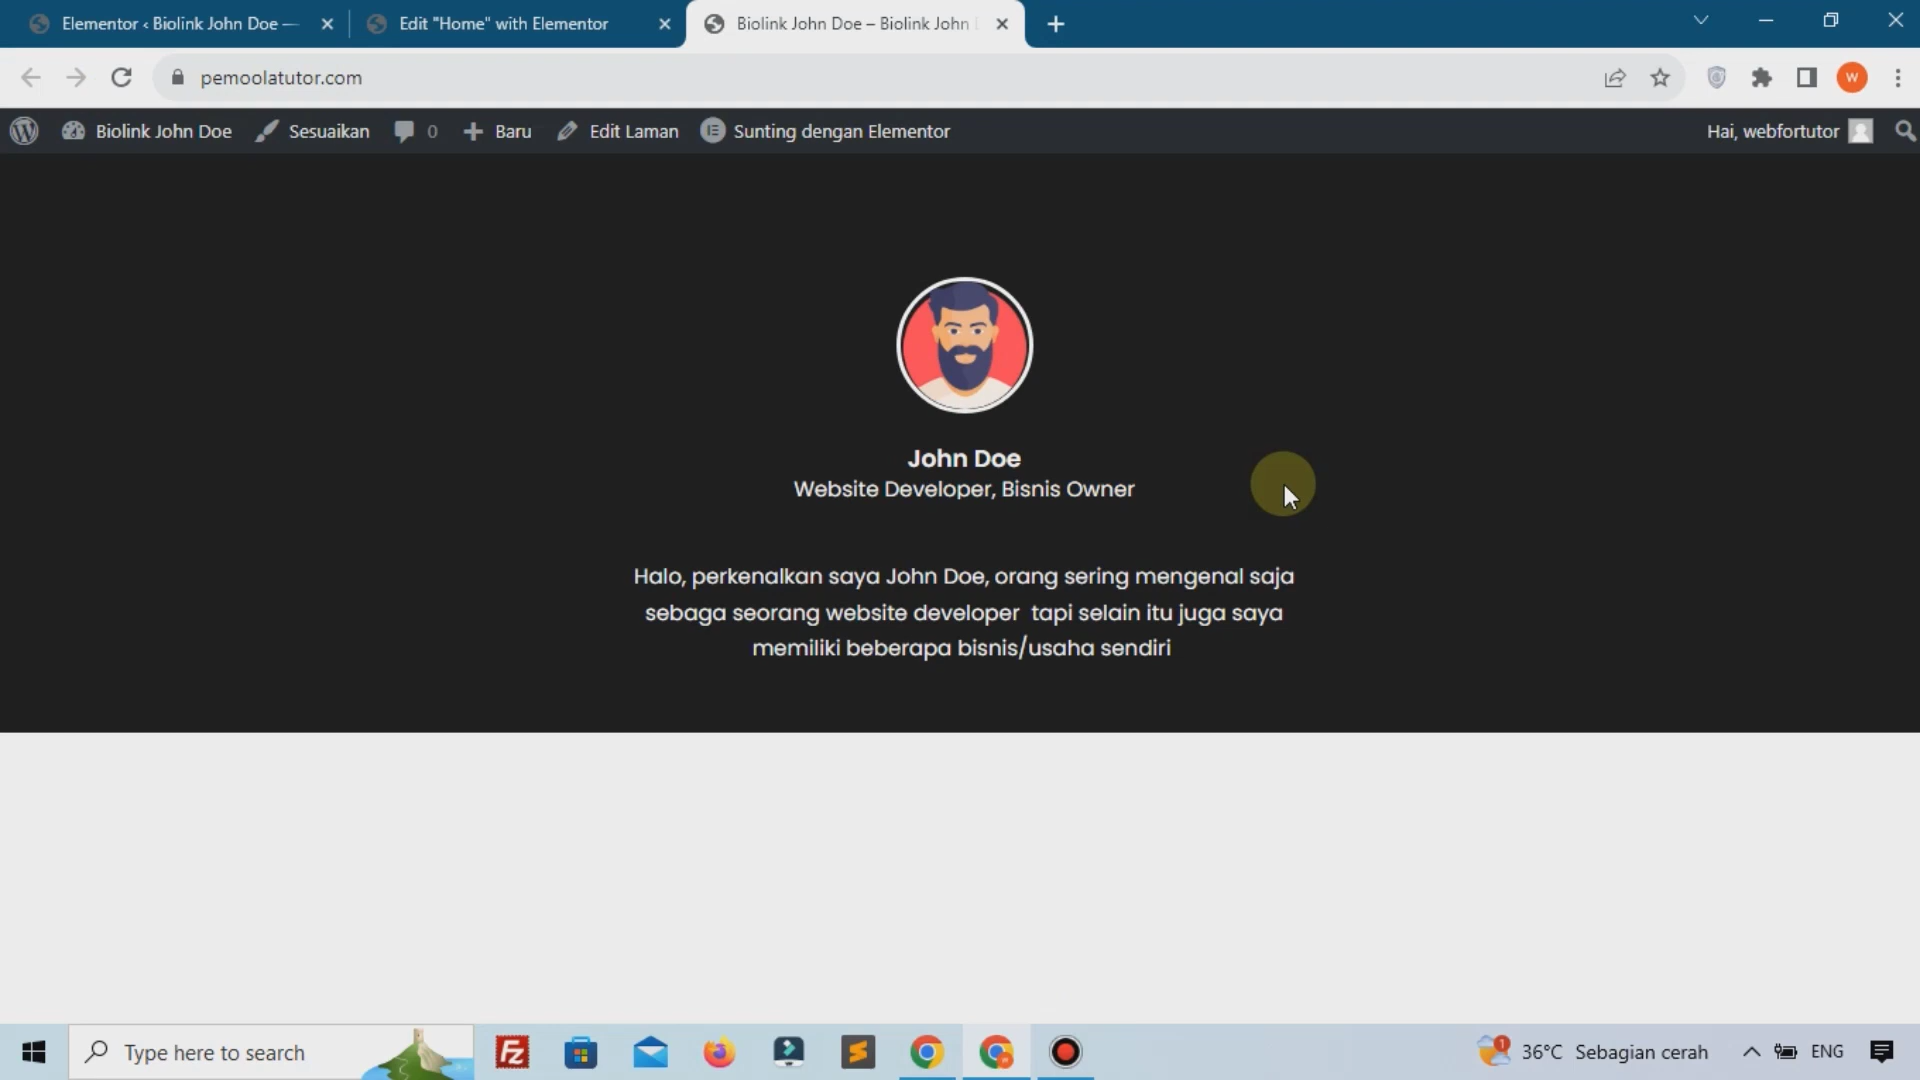 Elementor ‹ Biolink John Doe —
Edit "Home" with Elementor
Biolink John Doe – Biolink John
pemoolatutor.com
W
Biolink John Doe
Sesuaikan
0
Baru
Edit Laman
Sunting dengan Elementor
Hai, webfortutor
John Doe
Website Developer, Bisnis Owner
Halo, perkenalkan saya John Doe, orang sering mengenal saja
sebaga seorang website developer tapi selain itu juga saya
memiliki beberapa bisnis/usaha sendiri
Type here to search
Fz
1
36°C Sebagian cerah
ENG